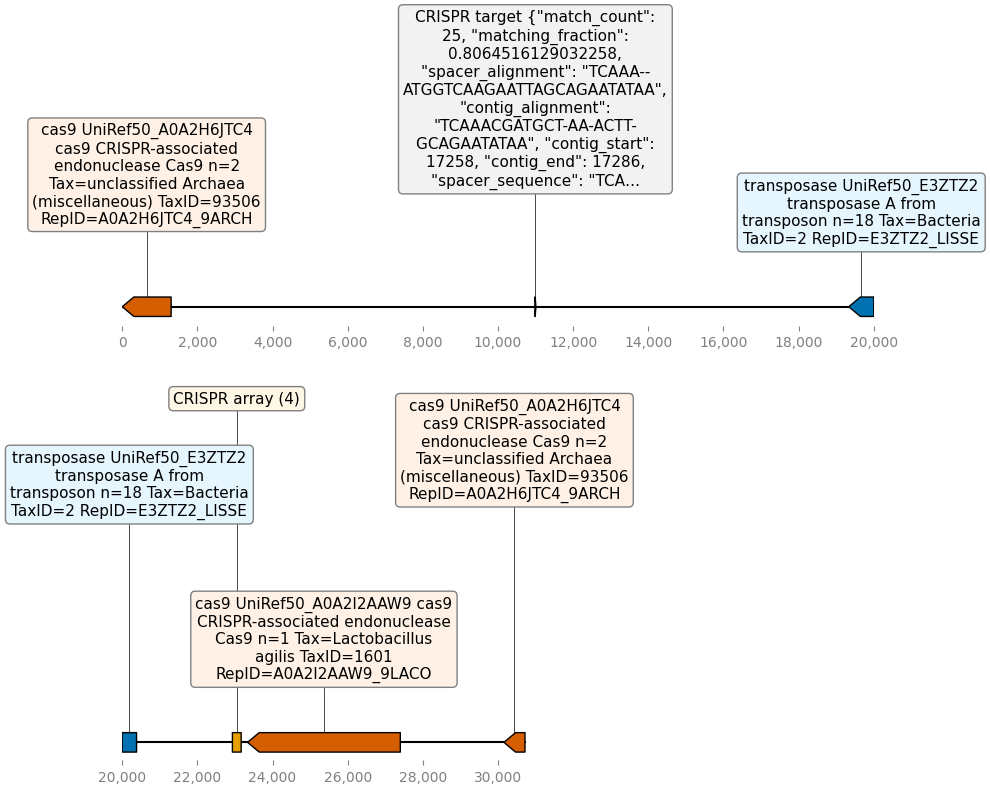 CRISPR target {"match_count":
25, "matching_fraction":
0.8064516129032258,
"spacer_alignment": "TCAAA--
ATGGTCAAGAATTAGCAGAATATAA",
"contig_alignment":
"TCAAACGATGCT-AA-ACTT-
GCAGAATATAA", "contig_start":
17258, "contig_end": 17286,
"spacer_sequence": "TCA...
cas9 UniRef50_A0A2H6JTC4
cas9 CRISPR-associated
endonuclease Cas9 n=2
Tax=unclassified Archaea
(miscellaneous) TaxID=93506
RepID=A0A2H6JTC4_9ARCH
transposase UniRef50_E3ZTZ2
transposase A from
transposon n=18 Tax=Bacteria
TaxID=2 RepID=E3ZTZ2_LISSE
0 2,000 4,000 6,000 8,000 10,000 12,000 14,000 16,000 18,000 20,000
CRISPR array (4)
cas9 UniRef50_A0A2H6JTC4
cas9 CRISPR-associated
endonuclease Cas9 n=2
Tax=unclassified Archaea
(miscellaneous) TaxID=93506
RepID=A0A2H6JTC4_9ARCH
transposase UniRef50_E3ZTZ2
transposase A from
transposon n=18 Tax=Bacteria
TaxID=2 RepID=E3ZTZ2_LISSE
cas9 UniRef50_A0A2I2AAW9 cas9
CRISPR-associated endonuclease
Cas9 n=1 Tax=Lactobacillus
agilis TaxID=1601
RepID=A0A2I2AAW9_9LACO
20,000 22,000 24,000 26,000 28,000 30,000